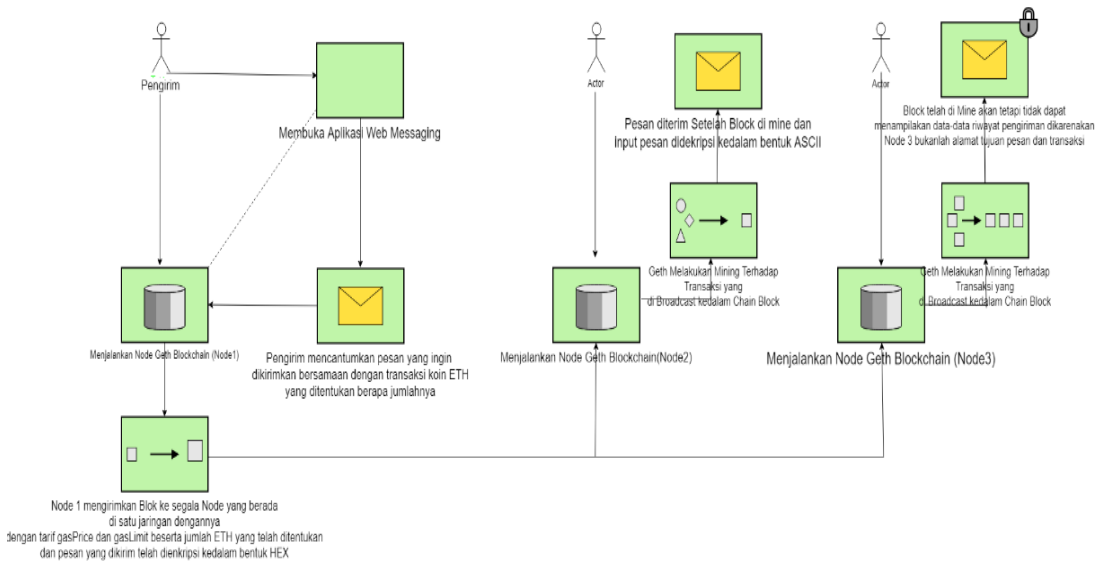 Pengirim
Membuka Aplikasi Web Messaging
Menjalankan Node Geth Blockchain (Node1)
Pengirim mencantumkan pesan yang ingin
dikirimkan bersamaan dengan transaksi koin ETH
yang ditentukan berapa jumlahnya
Node 1 mengirimkan Blok ke segala Node yang berada
di satu jaringan dengannya
dengan tarif gasPrice dan gasLimit beserta jumlah ETH yang telah ditentukan
dan pesan yang dikirim telah dienkripsi kedalam bentuk HEX
Actor
Pesan diterim Setelah Block di mine dan
Input pesan didekripsi kedalam bentuk ASCII
Geth Melakukan Mining Terhadap
Transaksi yang
di Broadcast kedalam Chain Block
Menjalankan Node Geth Blockchain(Node2)
Actor
Block telah di Mine akan tetapi tidak dapat
menampilakan data-data riwayat pengiriman dikarenakan
Node 3 bukanlah alamat tujuan pesan dan transaksi
Geth Melakukan Mining Terhadap
Transaksi yang
di Broadcast kedalam Chain Block
Menjalankan Node Geth Blockchain (Node3)